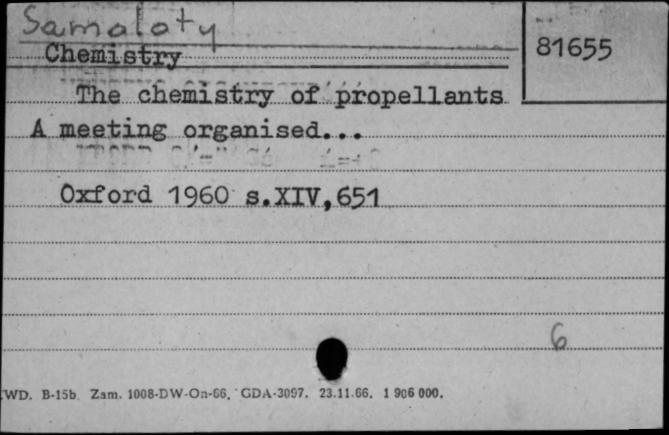 Samoloty
81655
Chemistry
The chemistry of propellants
A meeting organised...
Oxford 1960 s.XIV,651
6
WD. B-15b. Zam. 1008-DW-On-66. GDA-3097. 23.11.66. 1 906 000.